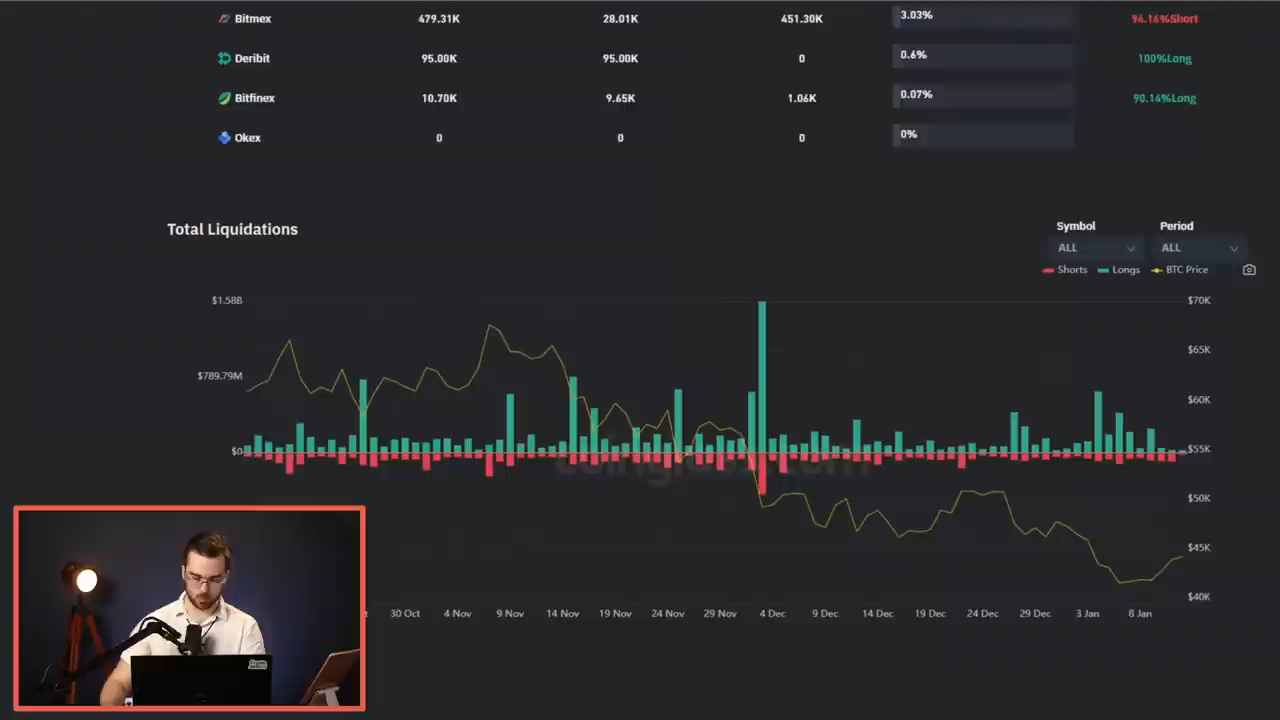 Bitmex 479.31K 28.01K 451.30K 3.03% 94.16%Short
Deribit 95.00K 95.00K 0 0.6% 100%Long
Bitfinex 10.70K 9.65K 1.06K 0.07% 90.14%Long
Okex 0 0 0 0%
Total Liquidations
Symbol Period
ALL ALL
Shorts Longs BTC Price
$1.58B $70K
$65K
$789.79M
$60K
$0 $55K
coinglass.com
$50K
$45K
$40K
30 Oct 4 Nov 9 Nov 14 Nov 19 Nov 24 Nov 29 Nov 4 Dec 9 Dec 14 Dec 19 Dec 24 Dec 29 Dec 3 Jan 8 Jan